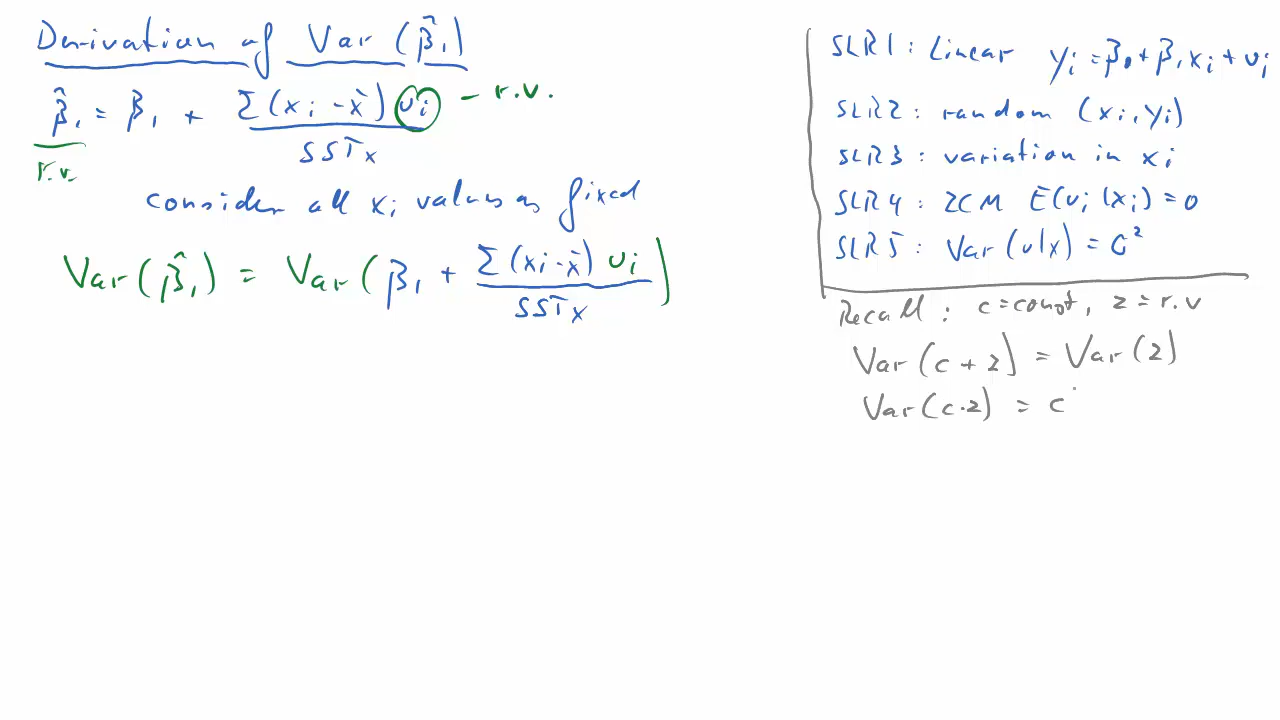 Derivation of Var(β̂₁)
β̂₁ = β₁ + Σ(xᵢ - x̄)uᵢ / SSTx - r.v.
r.v.
consider all xᵢ values as fixed
Var(β̂₁) = Var(β₁ + Σ(xᵢ-x̄)uᵢ / SSTx)
SLR1: Linear yᵢ = β₀ + β₁xᵢ + uᵢ
SLR2: random (xᵢ, yᵢ)
SLR3: variation in xᵢ
SLR4: ZCM E(uᵢ|xᵢ) = 0
SLR5: Var(u|x) = σ²
Recall: c = const, z = r.v
Var(c + z) = Var(z)
Var(c·z) = c